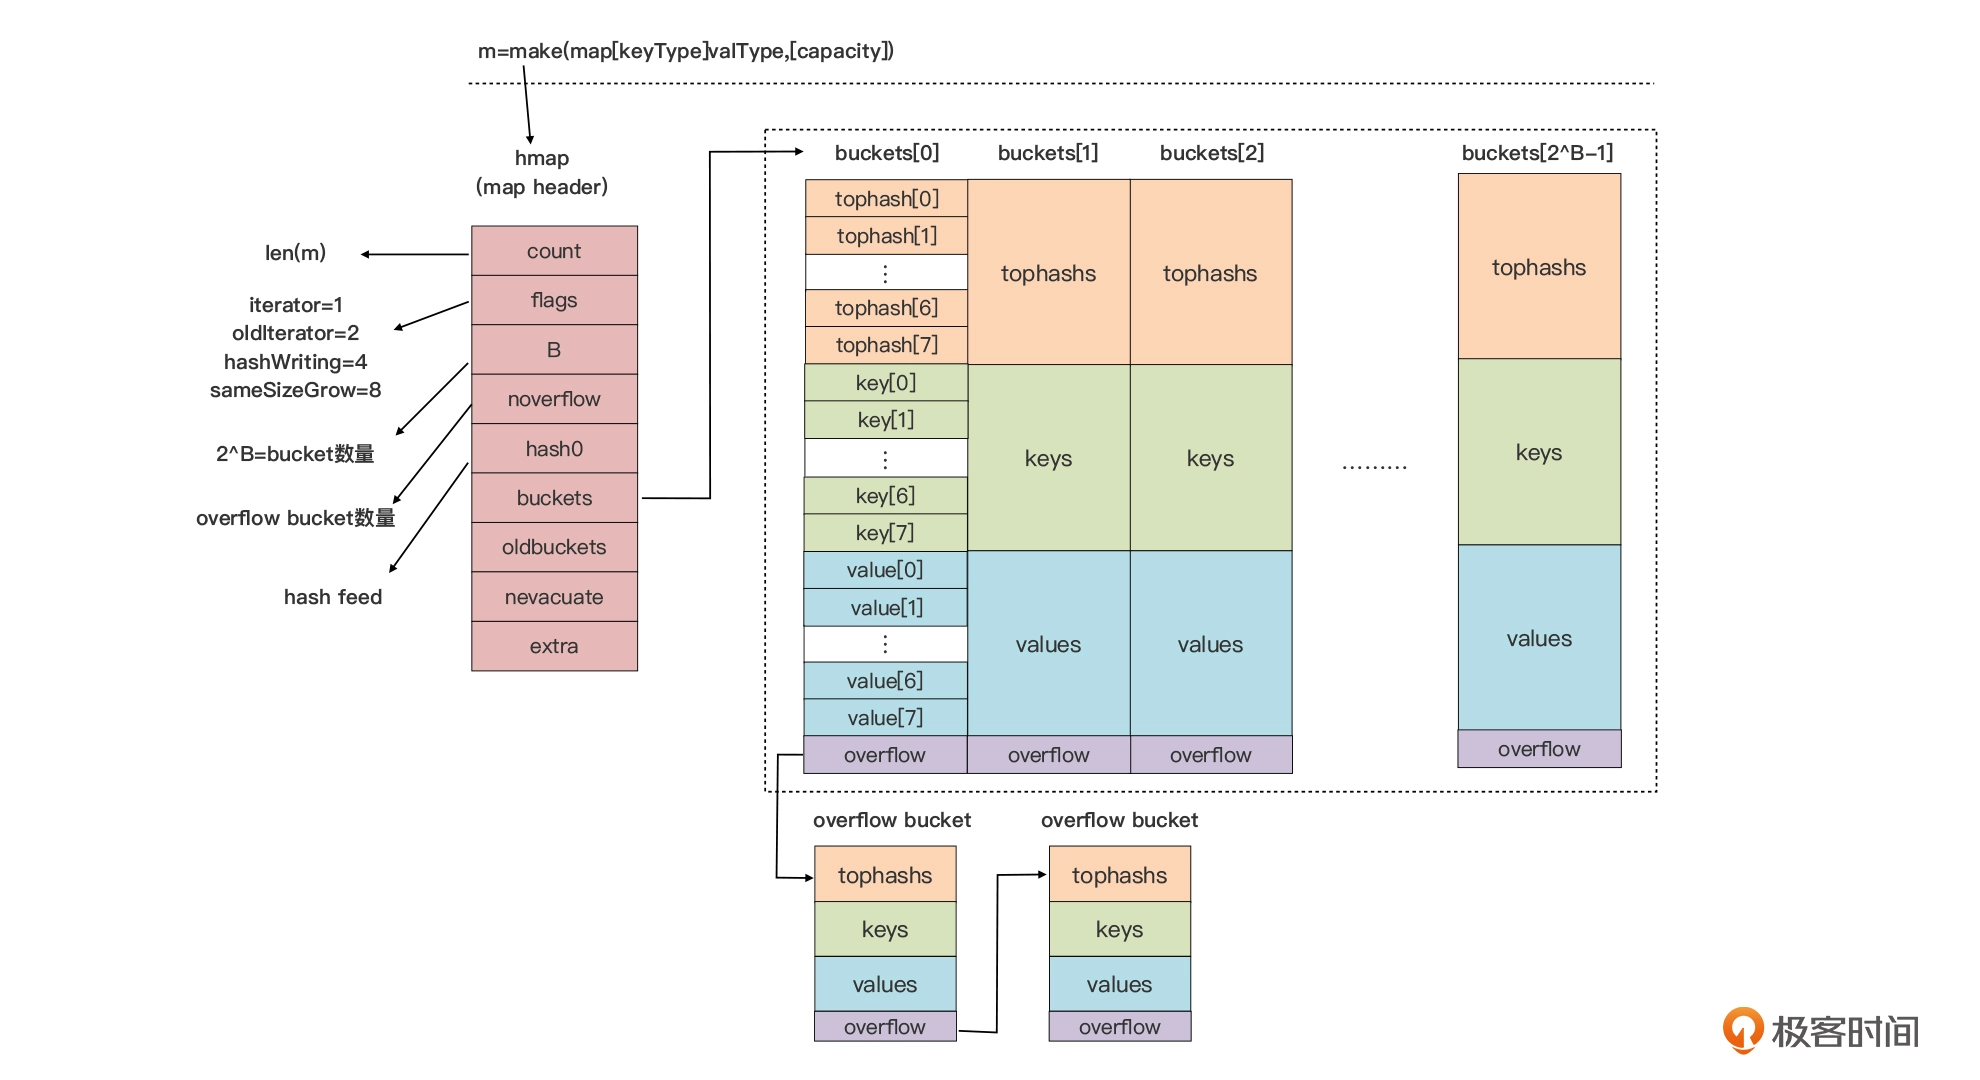 m=make(map[keyType]valType,[capacity])
hmap
(map header)
count
flags
B
noverflow
hash0
buckets
oldbuckets
nevacuate
extra
len(m)
iterator=1
oldIterator=2
hashWriting=4
sameSizeGrow=8
2^B=bucket数量
overflow bucket数量
hash feed
buckets[0]
buckets[1]
buckets[2]
buckets[2^B-1]
tophash[0]
tophash[1]
⋮
tophash[6]
tophash[7]
key[0]
key[1]
⋮
key[6]
key[7]
value[0]
value[1]
⋮
value[6]
value[7]
overflow
tophashs
keys
values
overflow
tophashs
keys
values
overflow
.........
tophashs
keys
values
overflow
overflow bucket
tophashs
keys
values
overflow
overflow bucket
tophashs
keys
values
overflow
极客时间